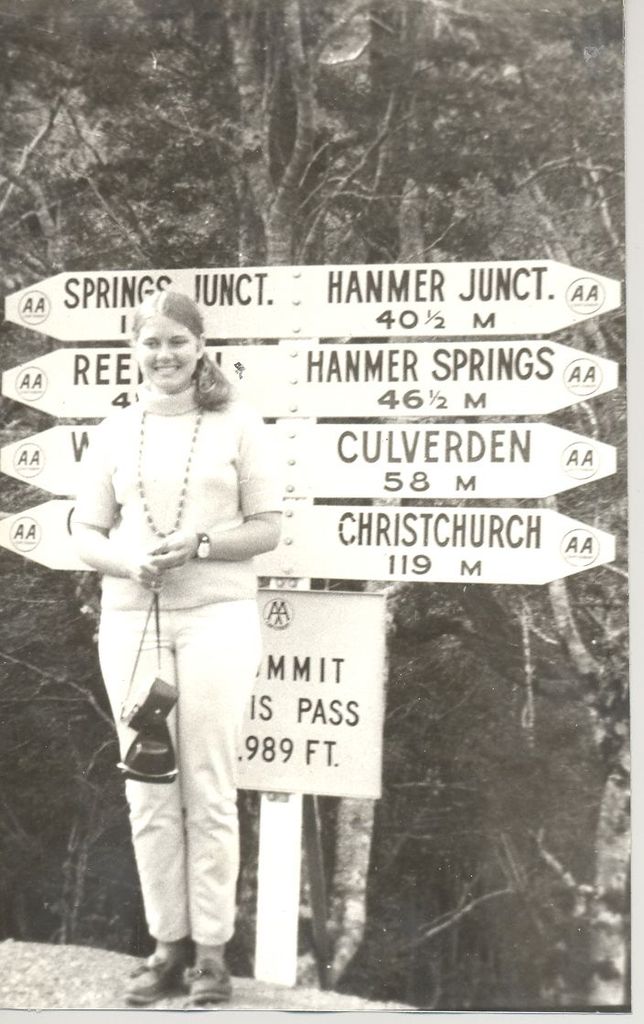 AA SPRINGS JUNCT.
HANMER JUNCT. AA
40½ M
AA REE
HANMER SPRINGS AA
46½ M
AA W
CULVERDEN AA
58 M
AA
CHRISTCHURCH AA
119 M
AA
MMIT
IS PASS
.989 FT.